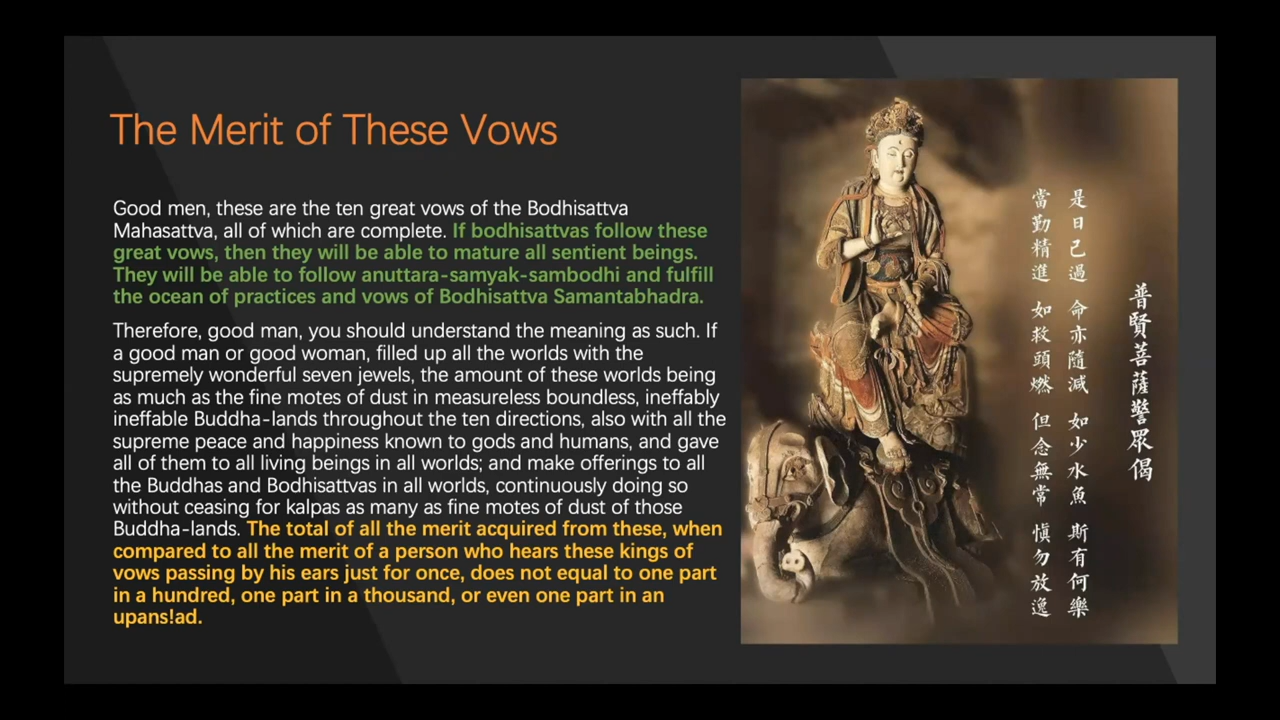 The Merit of These Vows
Good men, these are the ten great vows of the Bodhisattva
Mahasattva, all of which are complete. If bodhisattvas follow these
great vows, then they will be able to mature all sentient beings.
They will be able to follow anuttara-samyak-sambodhi and fulfill
the ocean of practices and vows of Bodhisattva Samantabhadra.
Therefore, good man, you should understand the meaning as such. If
a good man or good woman, filled up all the worlds with the
supremely wonderful seven jewels, the amount of these worlds being
as much as the fine motes of dust in measureless boundless, ineffably
ineffable Buddha-lands throughout the ten directions, also with all the
supreme peace and happiness known to gods and humans, and gave
all of them to all living beings in all worlds; and make offerings to all
the Buddhas and Bodhisattvas in all worlds, continuously doing so
without ceasing for kalpas as many as fine motes of dust of those
Buddha-lands. The total of all the merit acquired from these, when
compared to all the merit of a person who hears these kings of
vows passing by his ears just for once, does not equal to one part
in a hundred, one part in a thousand, or even one part in an
upans!ad.
普賢菩薩警眾偈
是日已過 命亦隨減 如少水魚 斯有何樂
當勤精進 如救頭燃 但念無常 慎勿放逸